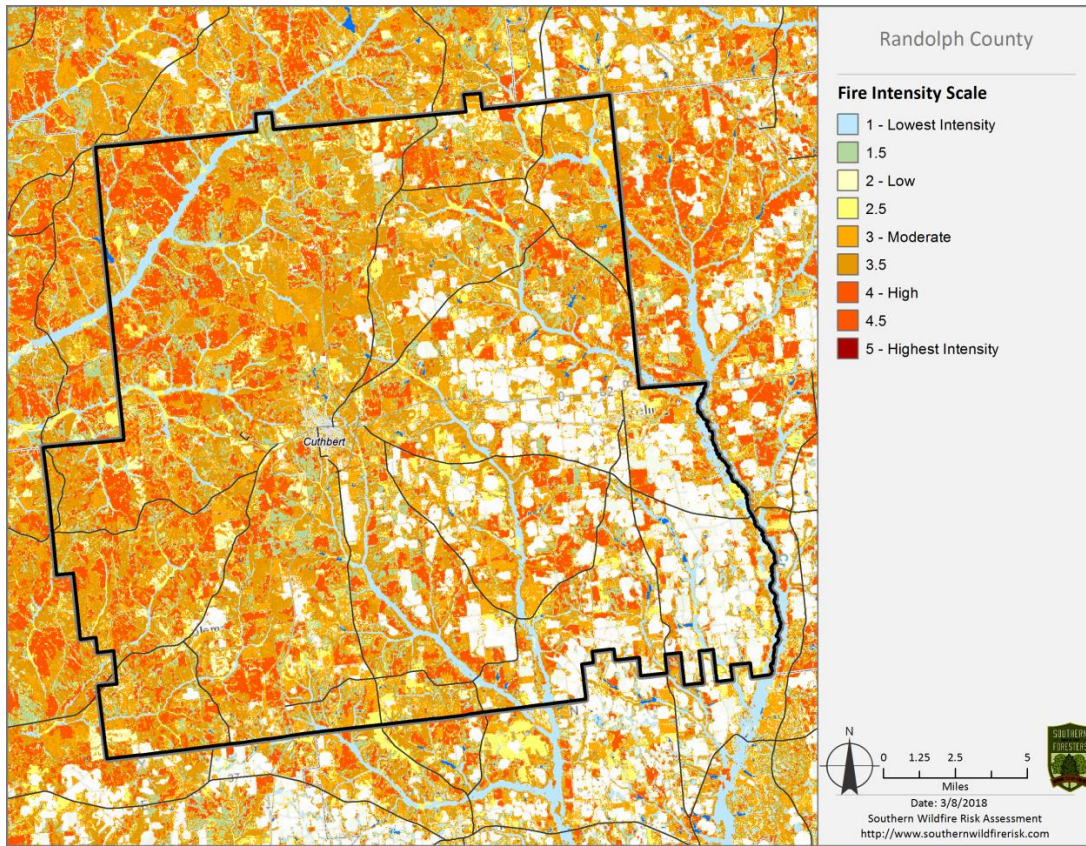 Randolph County
Fire Intensity Scale
1 - Lowest Intensity
1.5
2 - Low
2.5
3 - Moderate
3.5
4 - High
4.5
5 - Highest Intensity
Cuthbert
N
0 1.25 2.5 5
Miles
Date: 3/8/2018
Southern Wildfire Risk Assessment
http://www.southernwildfirerisk.com
SOUTHERN
FORESTERS